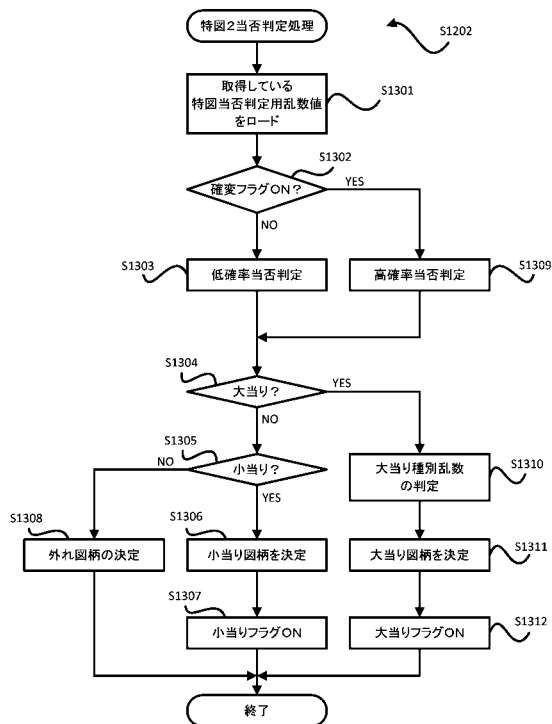 特図２当否判定処理
S1202
取得している
特図当否判定用乱数値
をロード
S1301
S1302
確変フラグＯＮ？
YES
NO
S1303
低確率当否判定
高確率当否判定
S1309
S1304
大当り？
YES
NO
S1305
NO
小当り？
YES
大当り種別乱数
の判定
S1310
S1308
外れ図柄の決定
S1306
小当り図柄を決定
大当り図柄を決定
S1311
S1307
小当りフラグＯＮ
大当りフラグＯＮ
S1312
終了